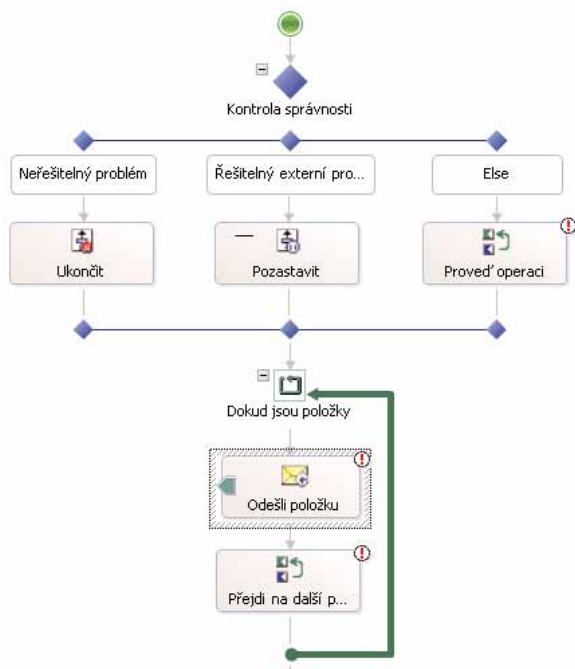 Kontrola správnosti
Neřešitelný problém
Řešitelný externí pro...
Else
Ukončit
Pozastavit
Proveď operaci
Dokud jsou položky
Odešli položku
Přejdi na další p...